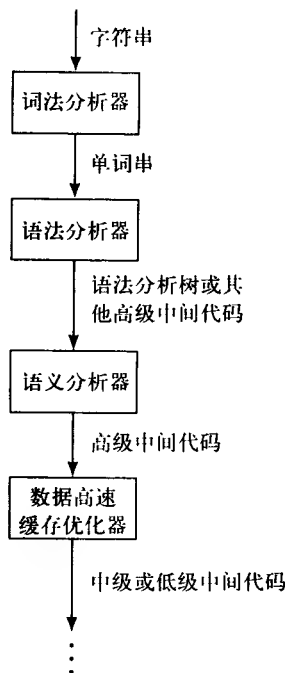 字符串
词法分析器
单词串
语法分析器
语法分析树或其
他高级中间代码
语义分析器
高级中间代码
数据高速
缓存优化器
中级或低级中间代码